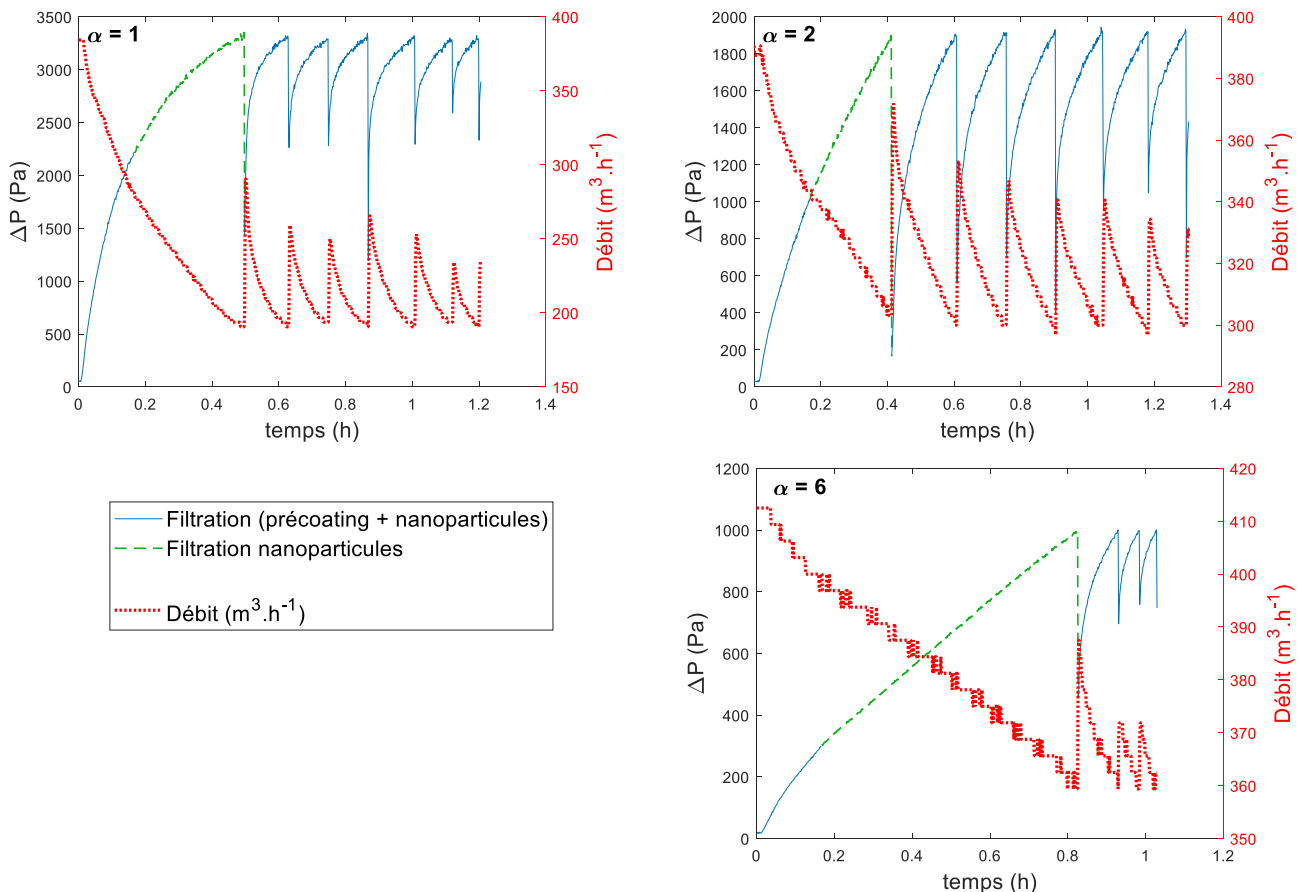 α = 1
3500
3000
2500
2000
1500
1000
500
0
ΔP (Pa)
400
350
300
250
200
150
Débit (m³.h⁻¹)
0 0.2 0.4 0.6 0.8 1 1.2 1.4
temps (h)
α = 2
2000
1800
1600
1400
1200
1000
800
600
400
200
0
ΔP (Pa)
400
380
360
340
320
300
280
Débit (m³.h⁻¹)
0 0.2 0.4 0.6 0.8 1 1.2 1.4
temps (h)
Filtration (précoating + nanoparticules)
Filtration nanoparticules
Débit (m³.h⁻¹)
α = 6
1200
1000
800
600
400
200
0
ΔP (Pa)
420
410
400
390
380
370
360
350
Débit (m³.h⁻¹)
0 0.2 0.4 0.6 0.8 1 1.2
temps (h)